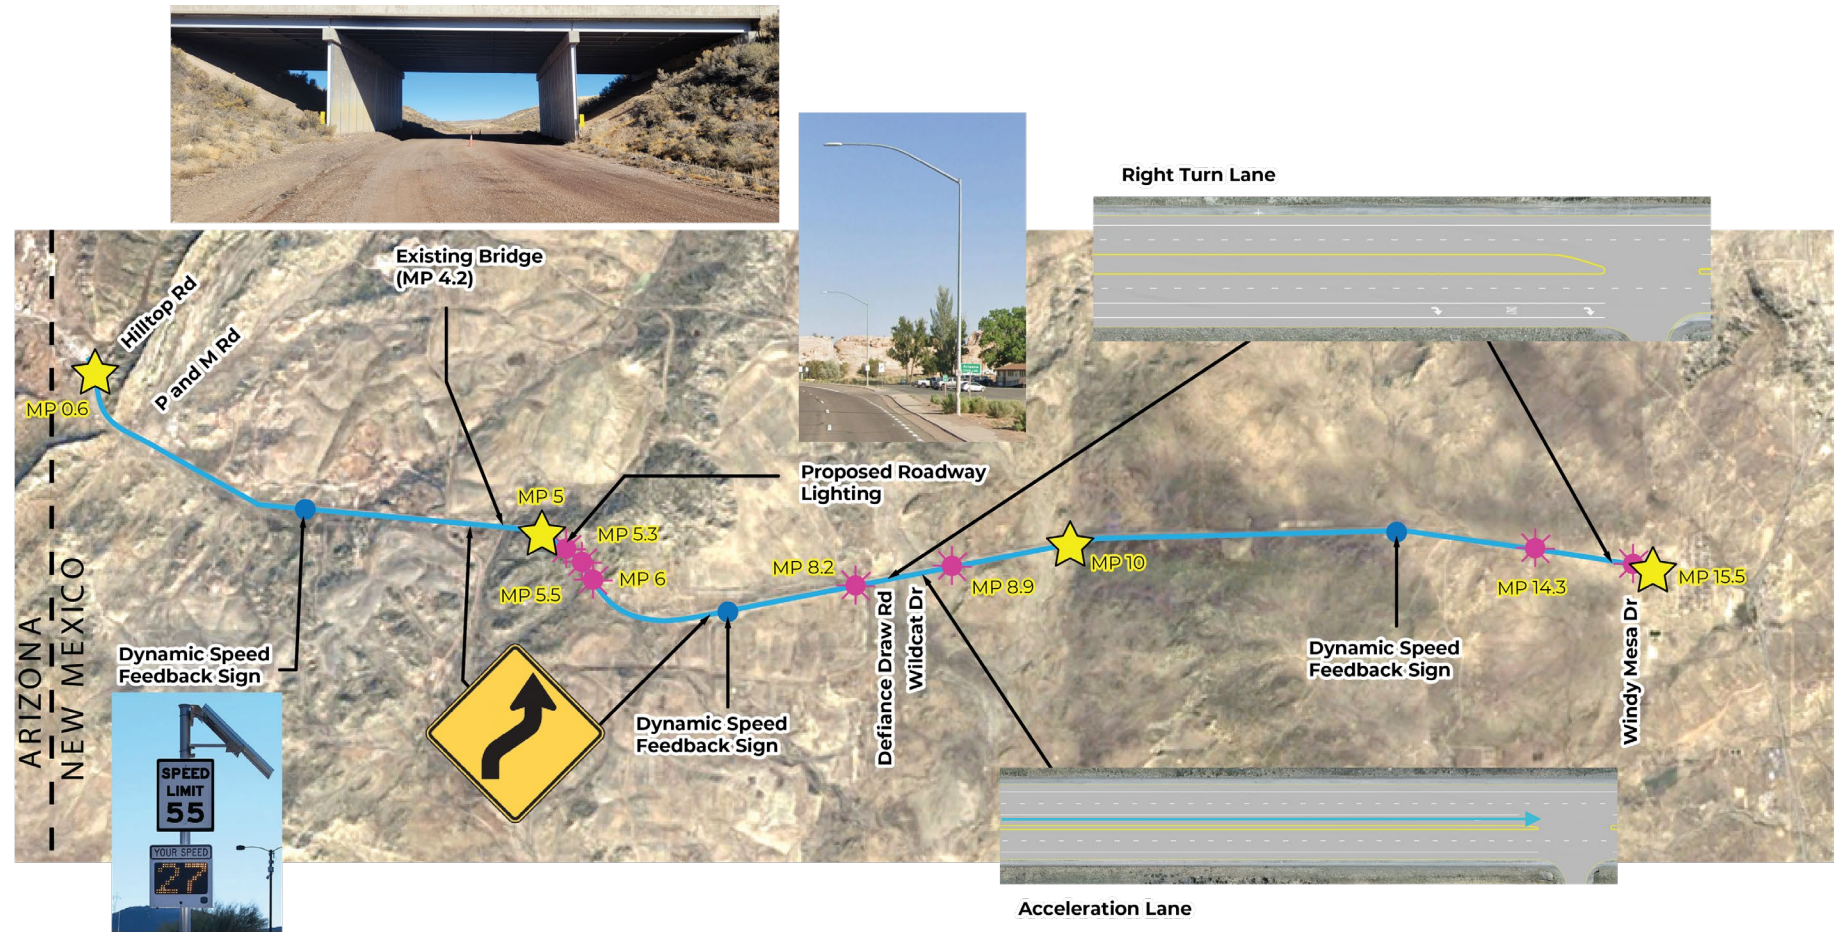 Right Turn Lane
Existing Bridge
(MP 4.2)
Hilltop Rd
P and M Rd
MP 0.6
Proposed Roadway
Lighting
MP 5
MP 5.3
MP 5.5
MP 6
MP 8.2
MP 8.9
MP 10
MP 14.3
MP 15.5
ARIZONA
NEW MEXICO
Dynamic Speed
Feedback Sign
Defiance Draw Rd
Wildcat Dr
Dynamic Speed
Feedback Sign
Dynamic Speed
Feedback Sign
Windy Mesa Dr
SPEED
LIMIT
55
YOUR SPEED
27
Acceleration Lane